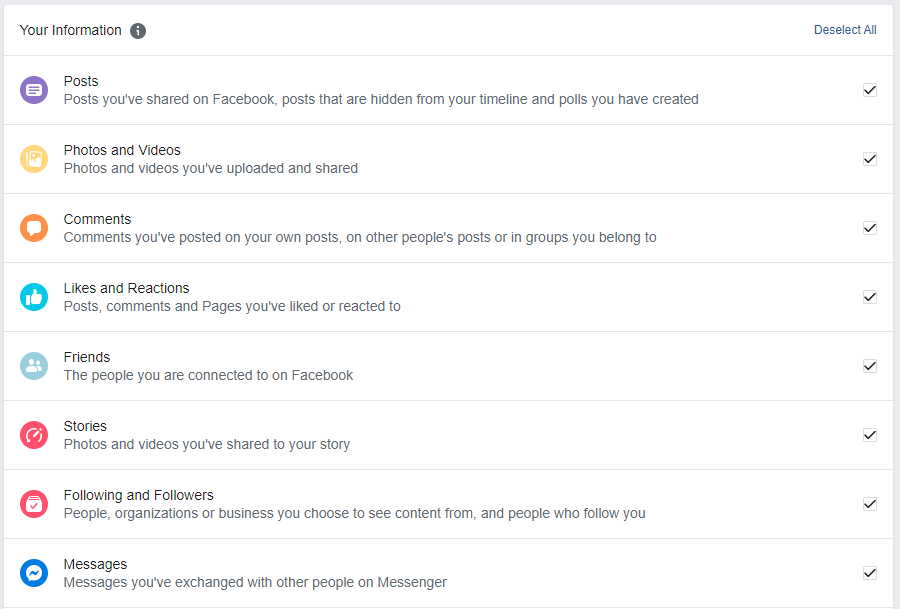 Your Information
Deselect All
Posts
Posts you've shared on Facebook, posts that are hidden from your timeline and polls you have created
Photos and Videos
Photos and videos you've uploaded and shared
Comments
Comments you've posted on your own posts, on other people's posts or in groups you belong to
Likes and Reactions
Posts, comments and Pages you've liked or reacted to
Friends
The people you are connected to on Facebook
Stories
Photos and videos you've shared to your story
Following and Followers
People, organizations or business you choose to see content from, and people who follow you
Messages
Messages you've exchanged with other people on Messenger